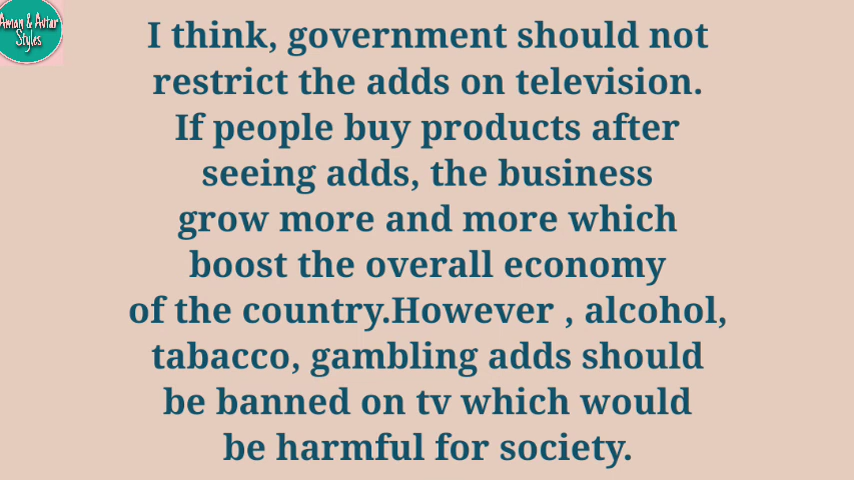 Aman & Avtar
Styles
I think, government should not
restrict the adds on television.
If people buy products after
seeing adds, the business
grow more and more which
boost the overall economy
of the country.However , alcohol,
tabacco, gambling adds should
be banned on tv which would
be harmful for society.